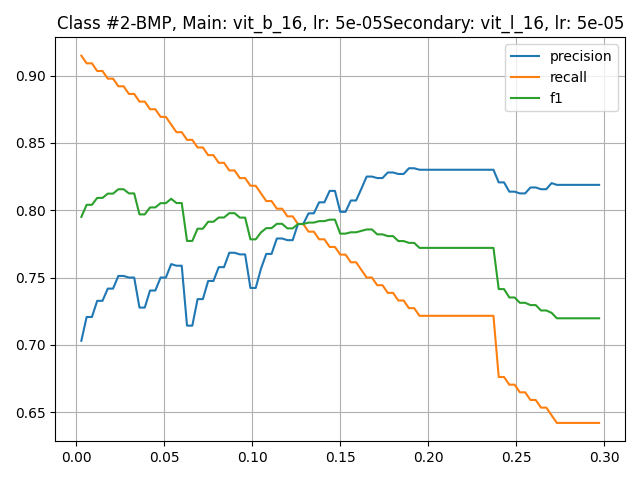 Class #2-BMP, Main: vit_b_16, lr: 5e-05Secondary: vit_l_16, lr: 5e-05
precision
recall
f1
0.90
0.85
0.80
0.75
0.70
0.65
0.00 0.05 0.10 0.15 0.20 0.25 0.30